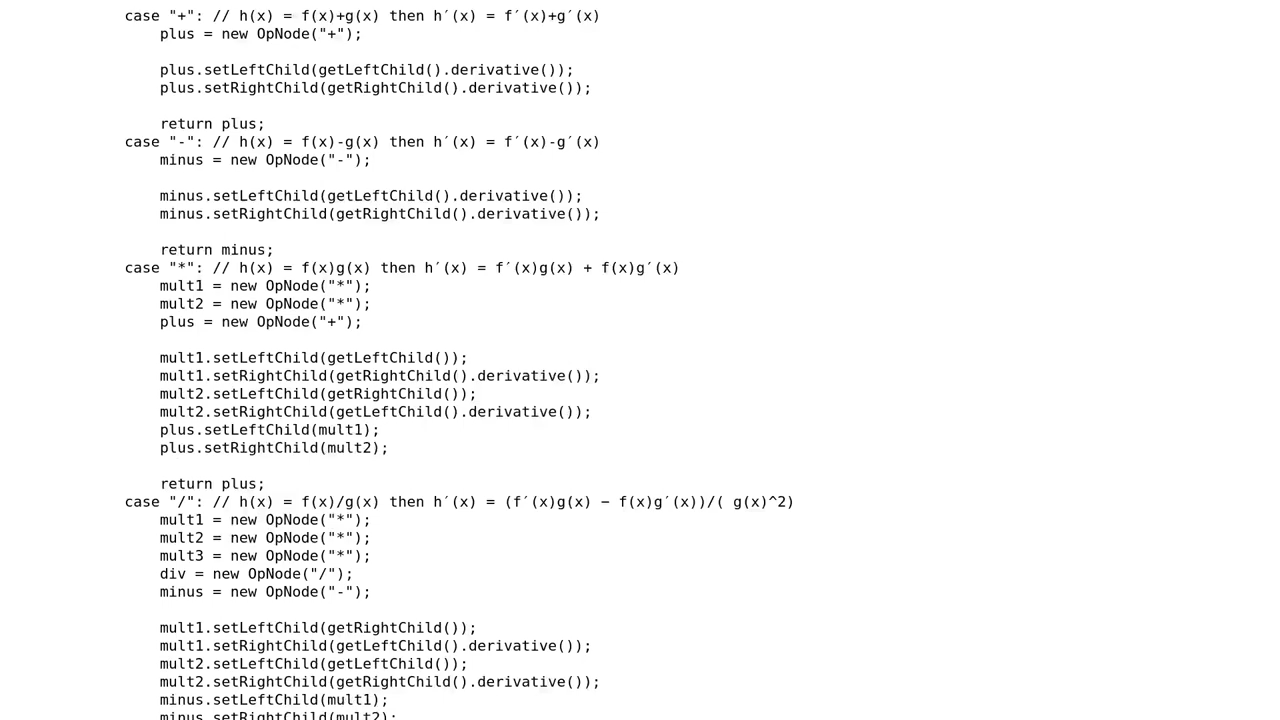 case "+": // h(x) = f(x)+g(x) then h′(x) = f′(x)+g′(x)
plus = new OpNode("+");
plus.setLeftChild(getLeftChild().derivative());
plus.setRightChild(getRightChild().derivative());
return plus;
case "-": // h(x) = f(x)-g(x) then h′(x) = f′(x)-g′(x)
minus = new OpNode("-");
minus.setLeftChild(getLeftChild().derivative());
minus.setRightChild(getRightChild().derivative());
return minus;
case "*": // h(x) = f(x)g(x) then h′(x) = f′(x)g(x) + f(x)g′(x)
mult1 = new OpNode("*");
mult2 = new OpNode("*");
plus = new OpNode("+");
mult1.setLeftChild(getLeftChild());
mult1.setRightChild(getRightChild().derivative());
mult2.setLeftChild(getRightChild());
mult2.setRightChild(getLeftChild().derivative());
plus.setLeftChild(mult1);
plus.setRightChild(mult2);
return plus;
case "/": // h(x) = f(x)/g(x) then h′(x) = (f′(x)g(x) − f(x)g′(x))/( g(x)^2)
mult1 = new OpNode("*");
mult2 = new OpNode("*");
mult3 = new OpNode("*");
div = new OpNode("/");
minus = new OpNode("-");
mult1.setLeftChild(getRightChild());
mult1.setRightChild(getLeftChild().derivative());
mult2.setLeftChild(getLeftChild());
mult2.setRightChild(getRightChild().derivative());
minus.setLeftChild(mult1);
minus.setRightChild(mult2);